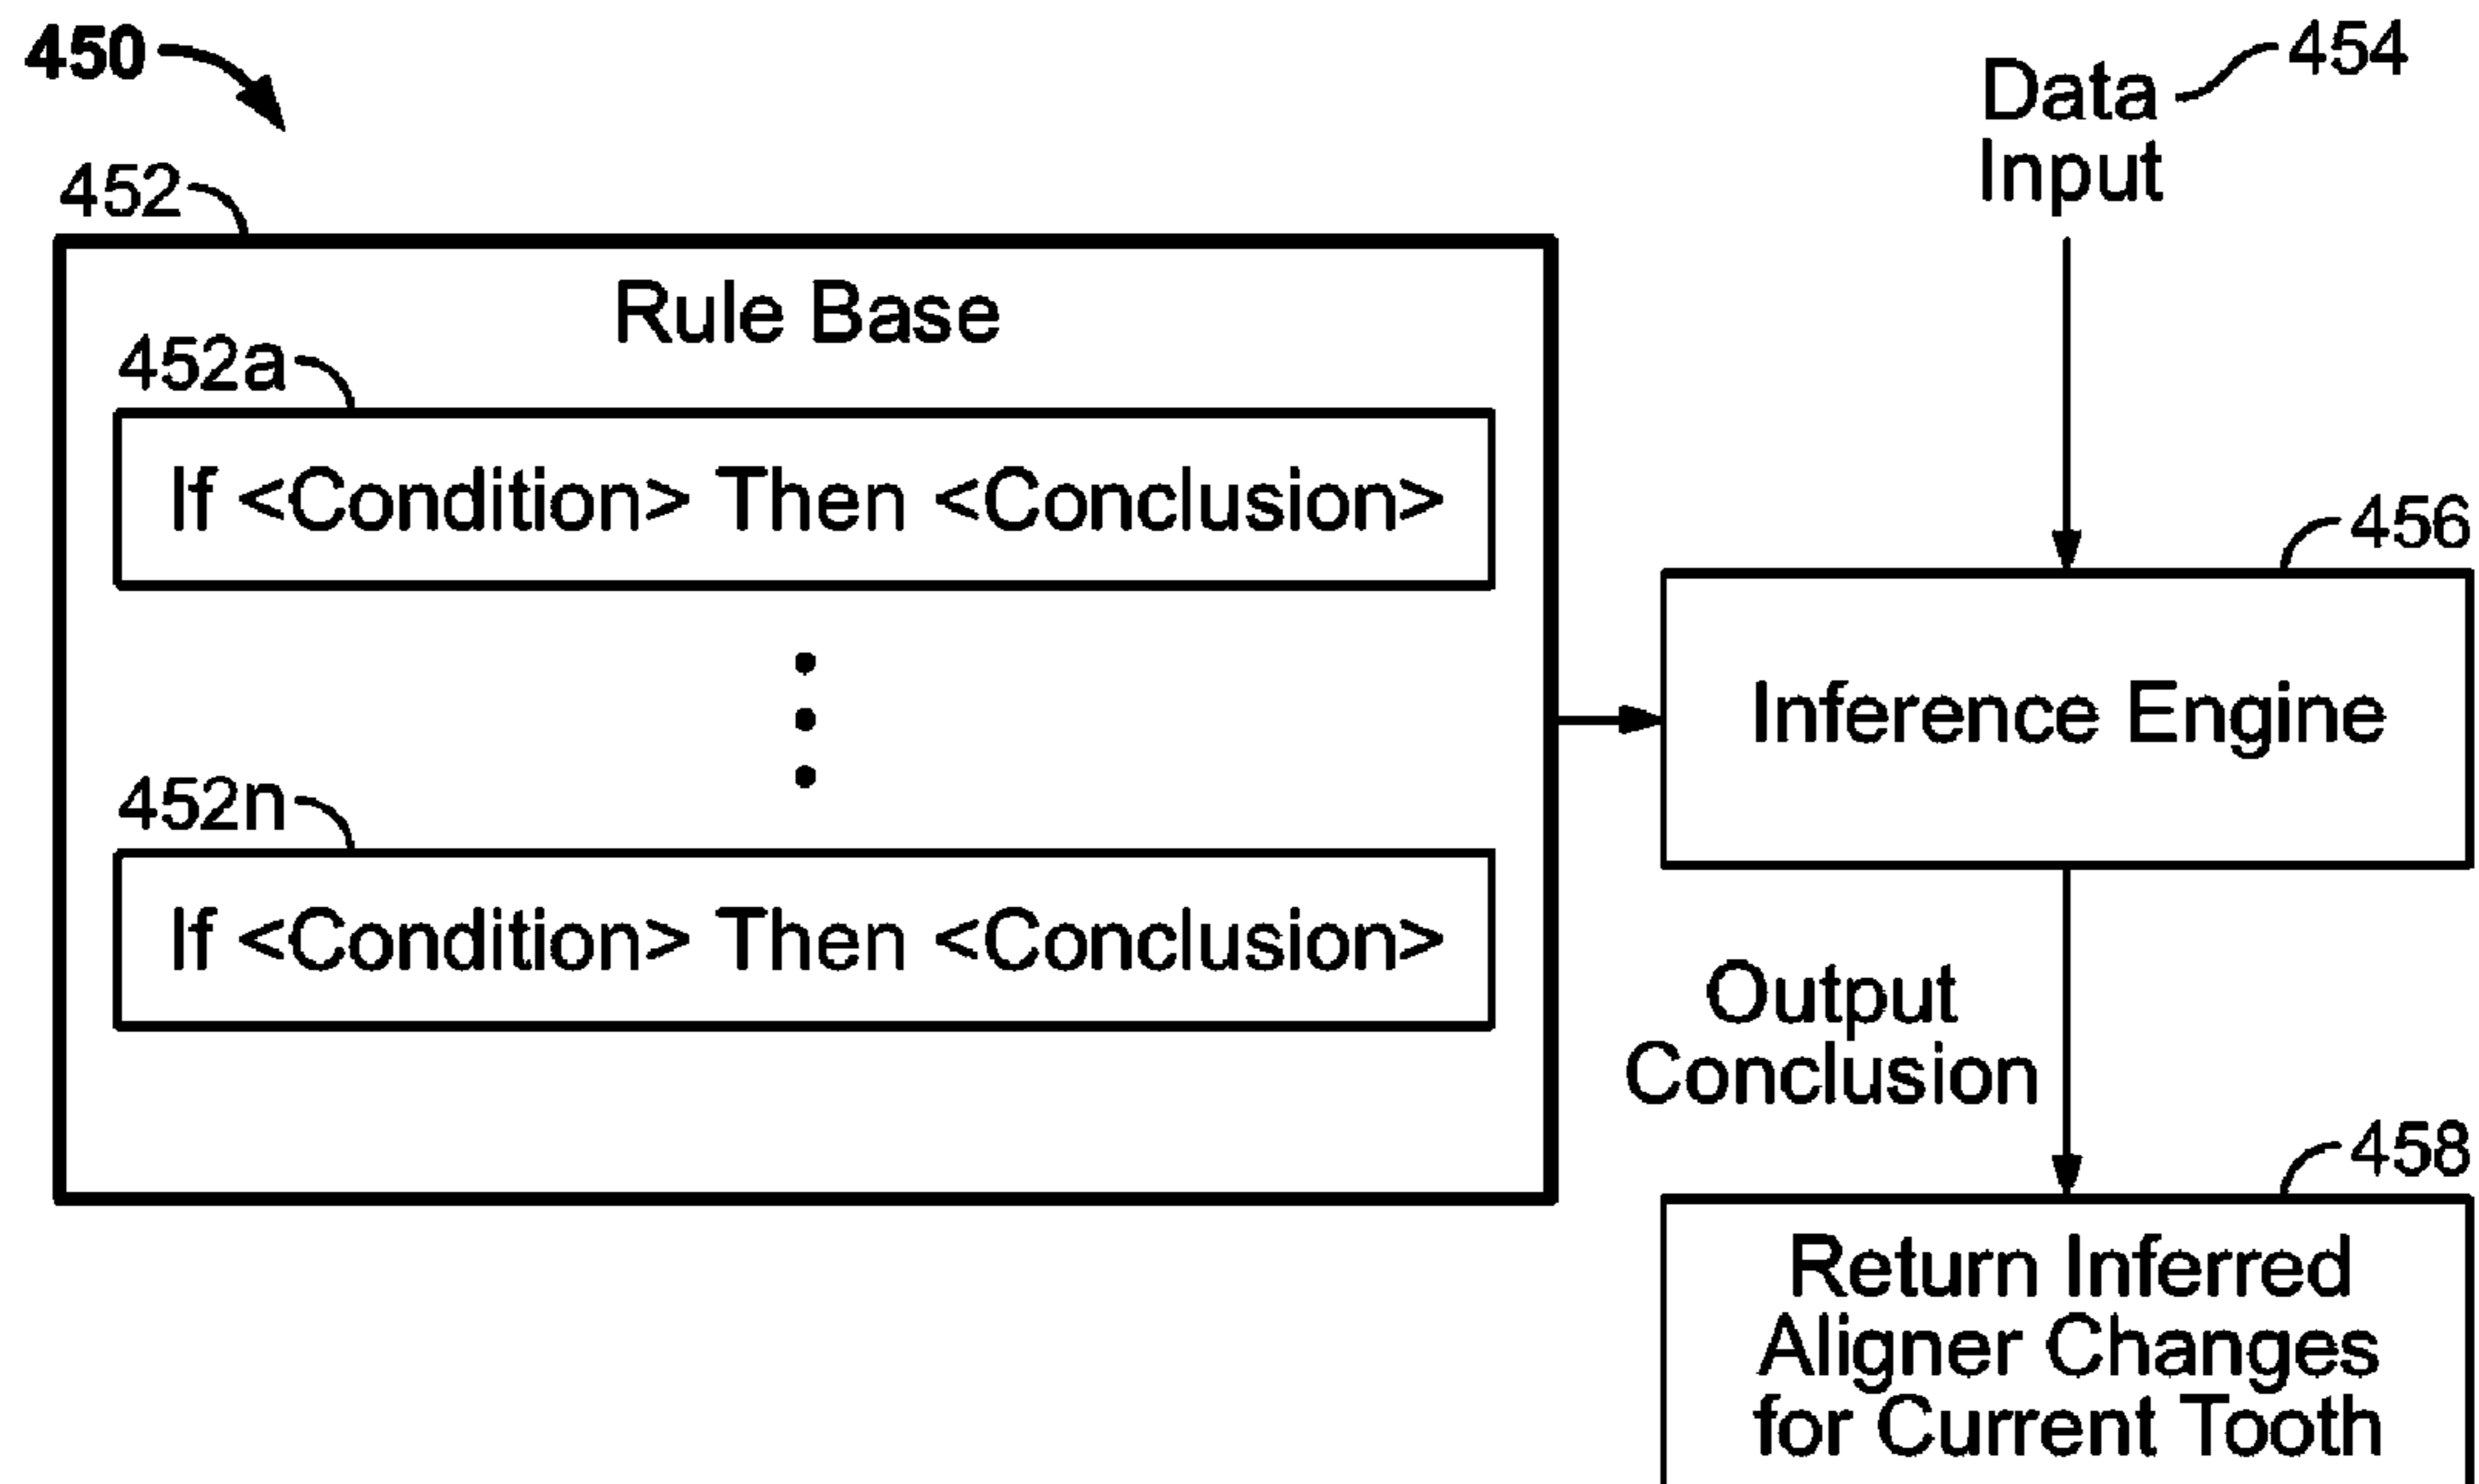 450
454
Data
Input
452
Rule Base
452a
If <Condition> Then <Conclusion>
456
Inference Engine
452n
If <Condition> Then <Conclusion>
Output
Conclusion
458
Return Inferred
Aligner Changes
for Current Tooth